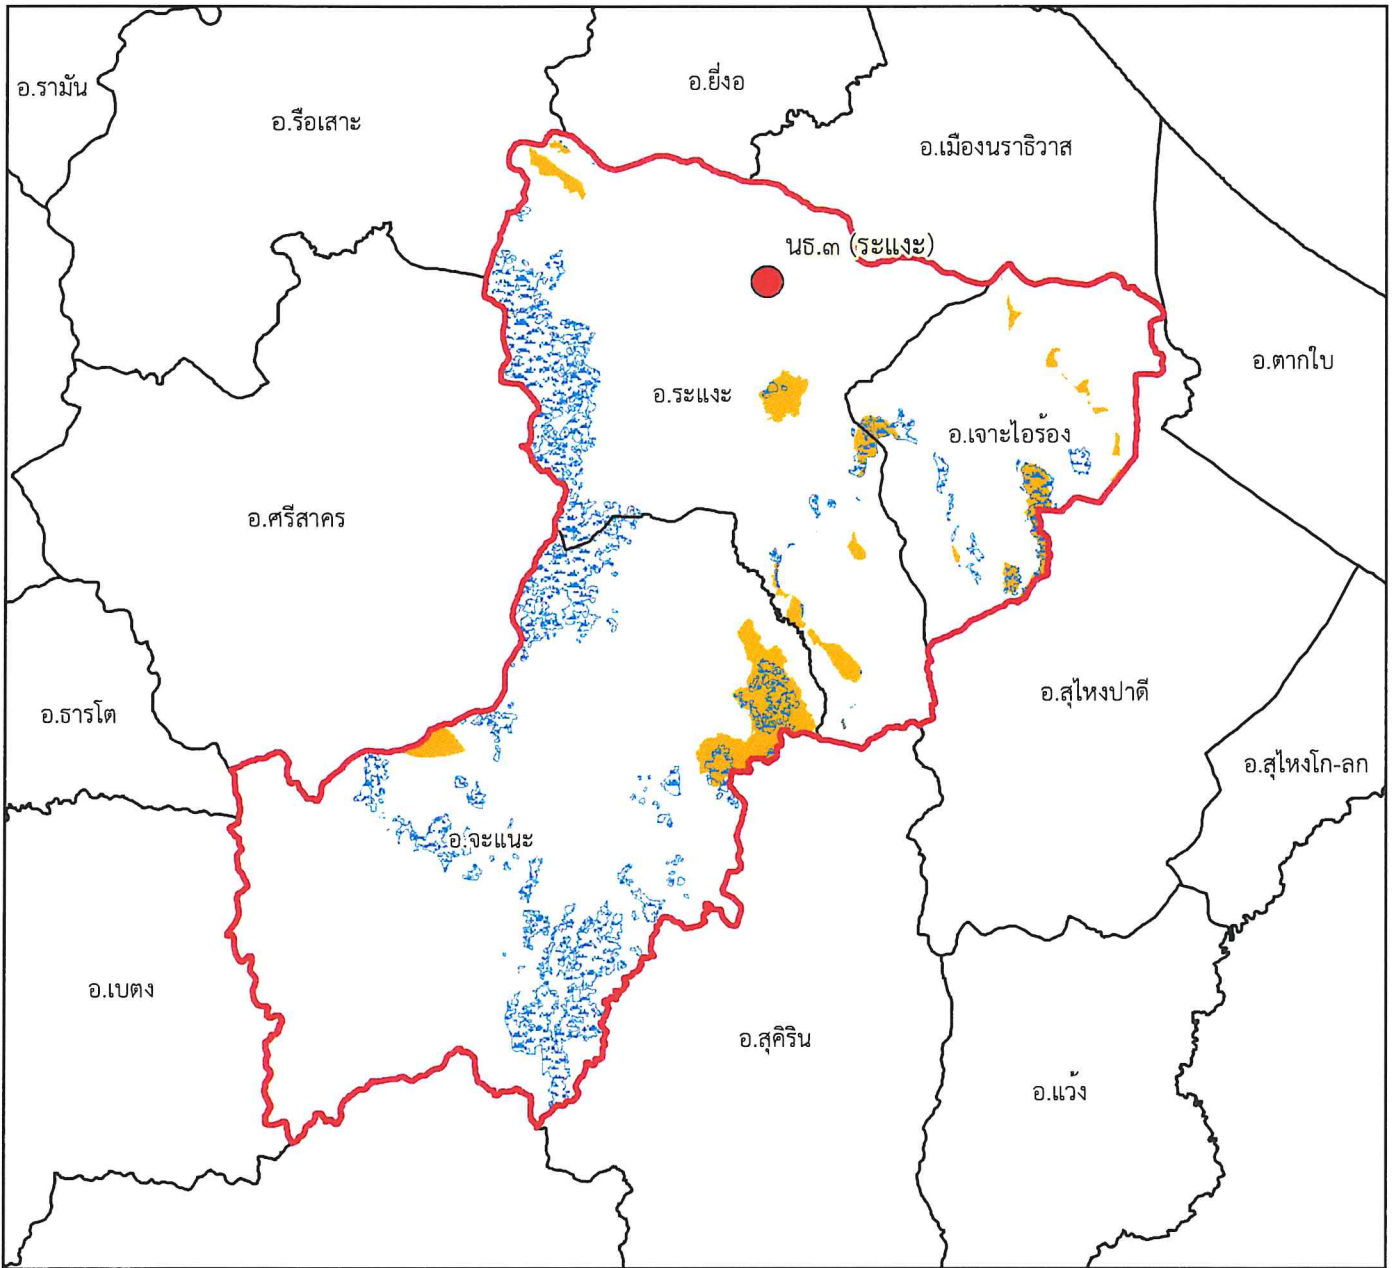 อ.ยี่งอ
อ.รามัน
อ.รือเสาะ
อ.เมืองนราธิวาส
นธ.๓ (ระแงะ)
อ.ตากใบ
อ.ระแงะ
อ.เจาะไอร้อง
อ.ศรีสาคร
อ.สุไหงปาดี
อ.ธารโต
อ.สุไหงโก-ลก
อ.จะแนะ
อ.เบตง
อ.สุคิริน
อ.แว้ง